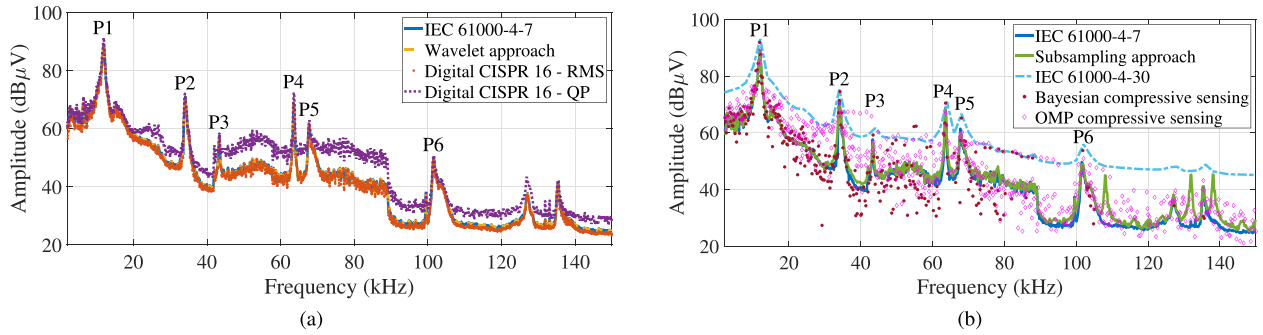 100
80
60
40
20
Amplitude (dBμV)
P1
P2
P3
P4
P5
P6
IEC 61000-4-7
Wavelet approach
Digital CISPR 16 - RMS
Digital CISPR 16 - QP
20 40 60 80 100 120 140
Frequency (kHz)
(a)
100
80
60
40
20
Amplitude (dBμV)
P1
P2
P3
P4
P5
P6
IEC 61000-4-7
Subsampling approach
IEC 61000-4-30
Bayesian compressive sensing
OMP compressive sensing
20 40 60 80 100 120 140
Frequency (kHz)
(b)